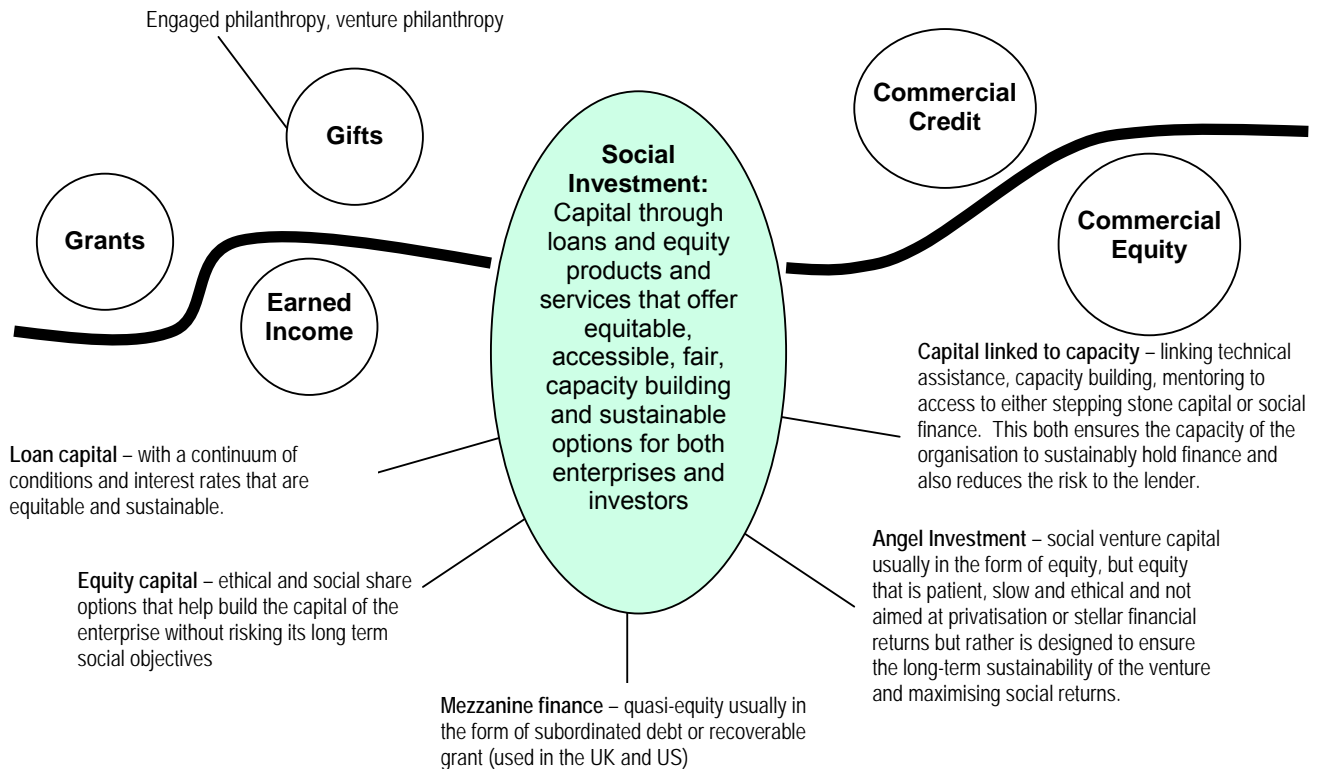 Engaged philanthropy, venture philanthropy
Gifts
Grants
Earned
Income
Social
Investment:
Capital through
loans and equity
products and
services that offer
equitable,
accessible, fair,
capacity building
and sustainable
options for both
enterprises and
investors
Commercial
Credit
Commercial
Equity
Loan capital – with a continuum of
conditions and interest rates that are
equitable and sustainable.
Equity capital – ethical and social share
options that help build the capital of the
enterprise without risking its long term
social objectives
Mezzanine finance – quasi-equity usually in
the form of subordinated debt or recoverable
grant (used in the UK and US)
Capital linked to capacity – linking technical
assistance, capacity building, mentoring to
access to either stepping stone capital or social
finance. This both ensures the capacity of the
organisation to sustainably hold finance and
also reduces the risk to the lender.
Angel Investment – social venture capital
usually in the form of equity, but equity
that is patient, slow and ethical and not
aimed at privatisation or stellar financial
returns but rather is designed to ensure
the long-term sustainability of the venture
and maximising social returns.